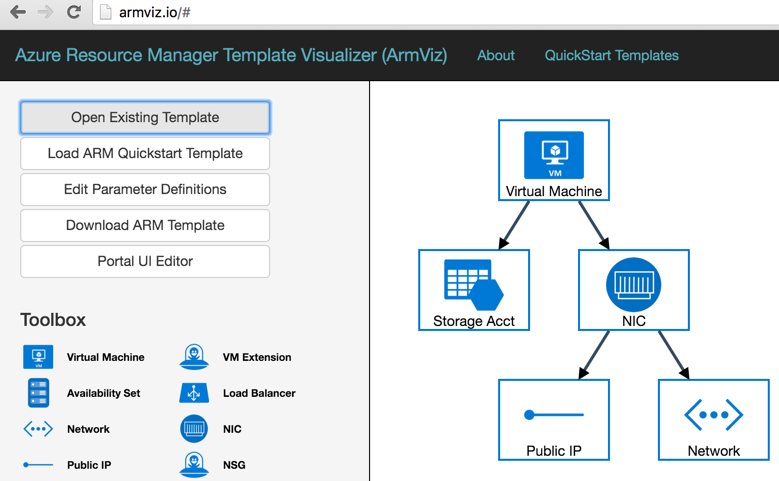 armviz.io/#
Azure Resource Manager Template Visualizer (ArmViz) About QuickStart Templates
Open Existing Template
Load ARM Quickstart Template
Edit Parameter Definitions
Download ARM Template
Portal UI Editor
Toolbox
VM Virtual Machine VM Extension
Availability Set Load Balancer
Network NIC
Public IP NSG
VM
Virtual Machine
Storage Acct NIC
Public IP Network